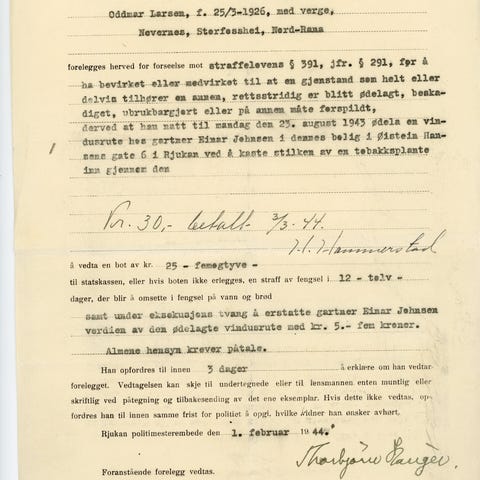 Oddmar Larsen, f. 25/3-1926, med verge,
Nevernes, Storfosshei, Nord-Rana
forelegges herved for forseelse mot straffelovens § 391, jfr. § 291, før å
ha bevirket eller medvirket til at en gjenstand som helt eller
delvis tilhører en annen, rettsstridig er blitt ødelagt, beska-
diget, ubrukbargjort eller på annen måte forspildt,
derved at han natt til mandag den 23. august 1943 ødela en vin-
dusrute hos gartner Einar Johnsen i dennes bolig i Øistein Han-
sens gate 6 i Rjukan ved å kaste stilken av en tobakksplante
inn gjennem den
Kr. 30,- betalt 3/3-44.
H. Hammerstad
å vedta en bot av kr. 25 - femogtyve -
til statskassen, eller hvis boten ikke erlegges, en straff av fengsel i 12 - tolv -
dager, der blir å omsette i fengsel på vann og brød
samt under eksekusjons tvang å erstatte gartner Einar Johnsen
verdien av den ødelagte vindusrute med kr. 5.- fem kroner.
Almene hensyn krever påtale.
Han opfordres til innen 3 dager å erklære om han vedtar
forelegget. Vedtagelsen kan skje til undertegnede eller til lensmannen enten muntlig eller
skriftlig ved påtegning og tilbakesending av det ene eksemplar. Hvis dette ikke vedtas, op-
fordres han til innen samme frist for politiet å opgi, hvilke vidner han ønsker avhørt.
Rjukan politimesterembede den 1. februar 1944.
Thorbjørn
Foranstående forelegg vedtas.